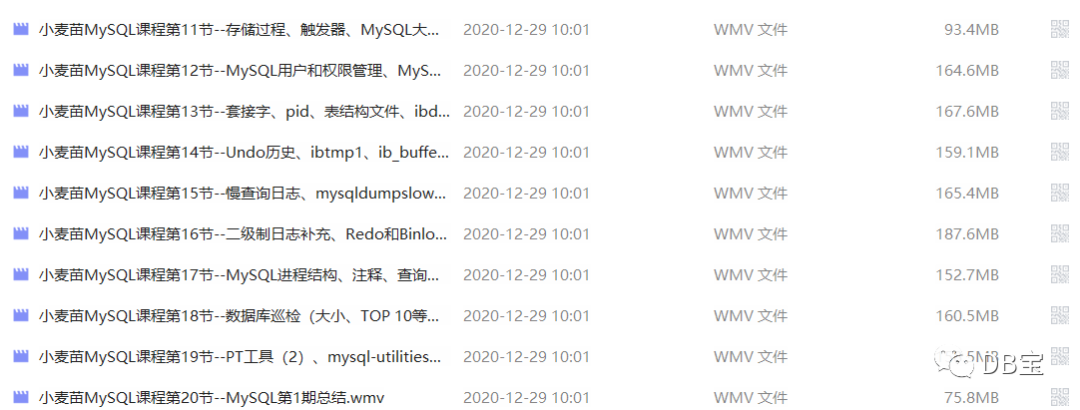 小麦苗MySQL课程第11节--存储过程、触发器、MySQL大... 2020-12-29 10:01 WMV 文件 93.4MB
小麦苗MySQL课程第12节--MySQL用户和权限管理、MyS... 2020-12-29 10:01 WMV 文件 164.6MB
小麦苗MySQL课程第13节--套接字、pid、表结构文件、ibd... 2020-12-29 10:01 WMV 文件 167.6MB
小麦苗MySQL课程第14节--Undo历史、ibtmp1、ib_buffe... 2020-12-29 10:01 WMV 文件 159.1MB
小麦苗MySQL课程第15节--慢查询日志、mysqldumpslow... 2020-12-29 10:01 WMV 文件 165.4MB
小麦苗MySQL课程第16节--二级制日志补充、Redo和Binlo... 2020-12-29 10:01 WMV 文件 187.6MB
小麦苗MySQL课程第17节--MySQL进程结构、注释、查询... 2020-12-29 10:01 WMV 文件 152.7MB
小麦苗MySQL课程第18节--数据库巡检（大小、TOP 10等... 2020-12-29 10:01 WMV 文件 160.5MB
小麦苗MySQL课程第19节--PT工具（2）、mysql-utilities... 2020-12-29 10:01 WMV 文件
DB宝
小麦苗MySQL课程第20节--MySQL第1期总结.wmv 2020-12-29 10:01 WMV 文件 75.8MB